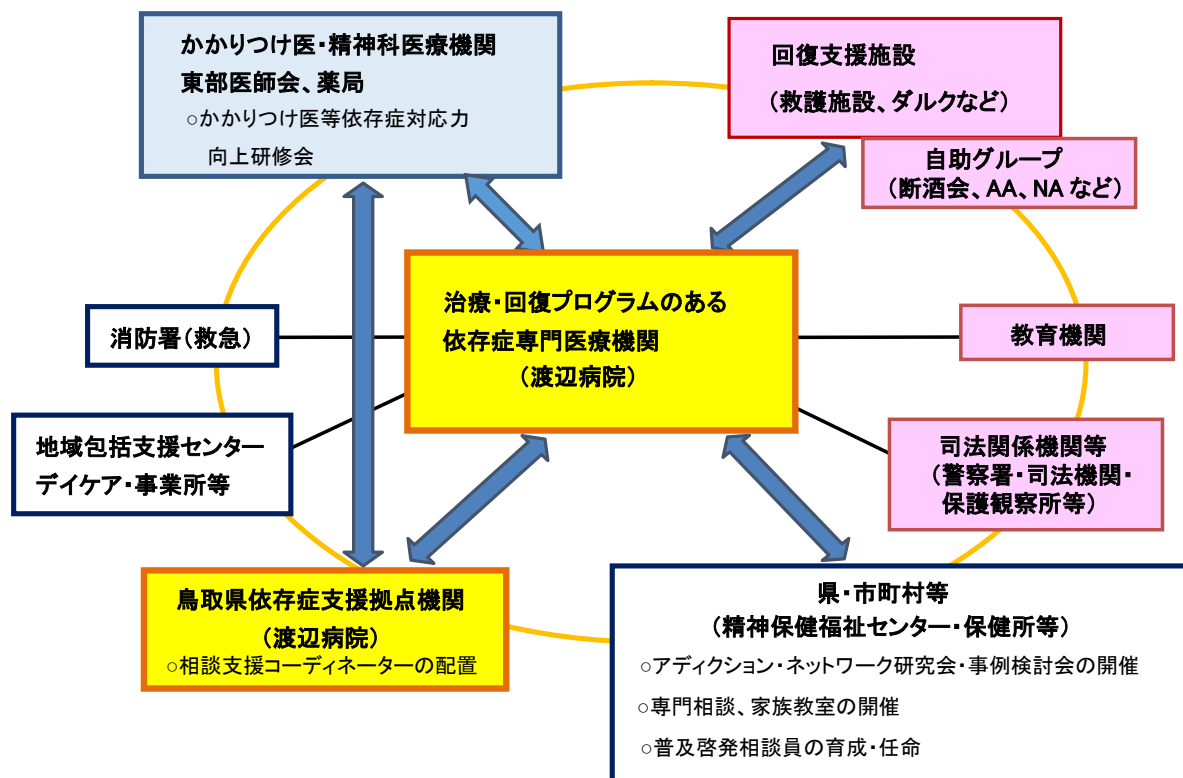 かかりつけ医・精神科医療機関
東部医師会、薬局
○かかりつけ医等依存症対応力
向上研修会
回復支援施設
(救護施設、ダルクなど)
自助グループ
(断酒会、AA、NA など)
治療・回復プログラムのある
依存症専門医療機関
(渡辺病院)
消防署(救急)
教育機関
地域包括支援センター
デイケア・事業所等
司法関係機関等
(警察署・司法機関・
保護観察所等)
鳥取県依存症支援拠点機関
(渡辺病院)
○相談支援コーディネーターの配置
県・市町村等
(精神保健福祉センター・保健所等)
○アディクション・ネットワーク研究会・事例検討会の開催
○専門相談、家族教室の開催
○普及啓発相談員の育成・任命